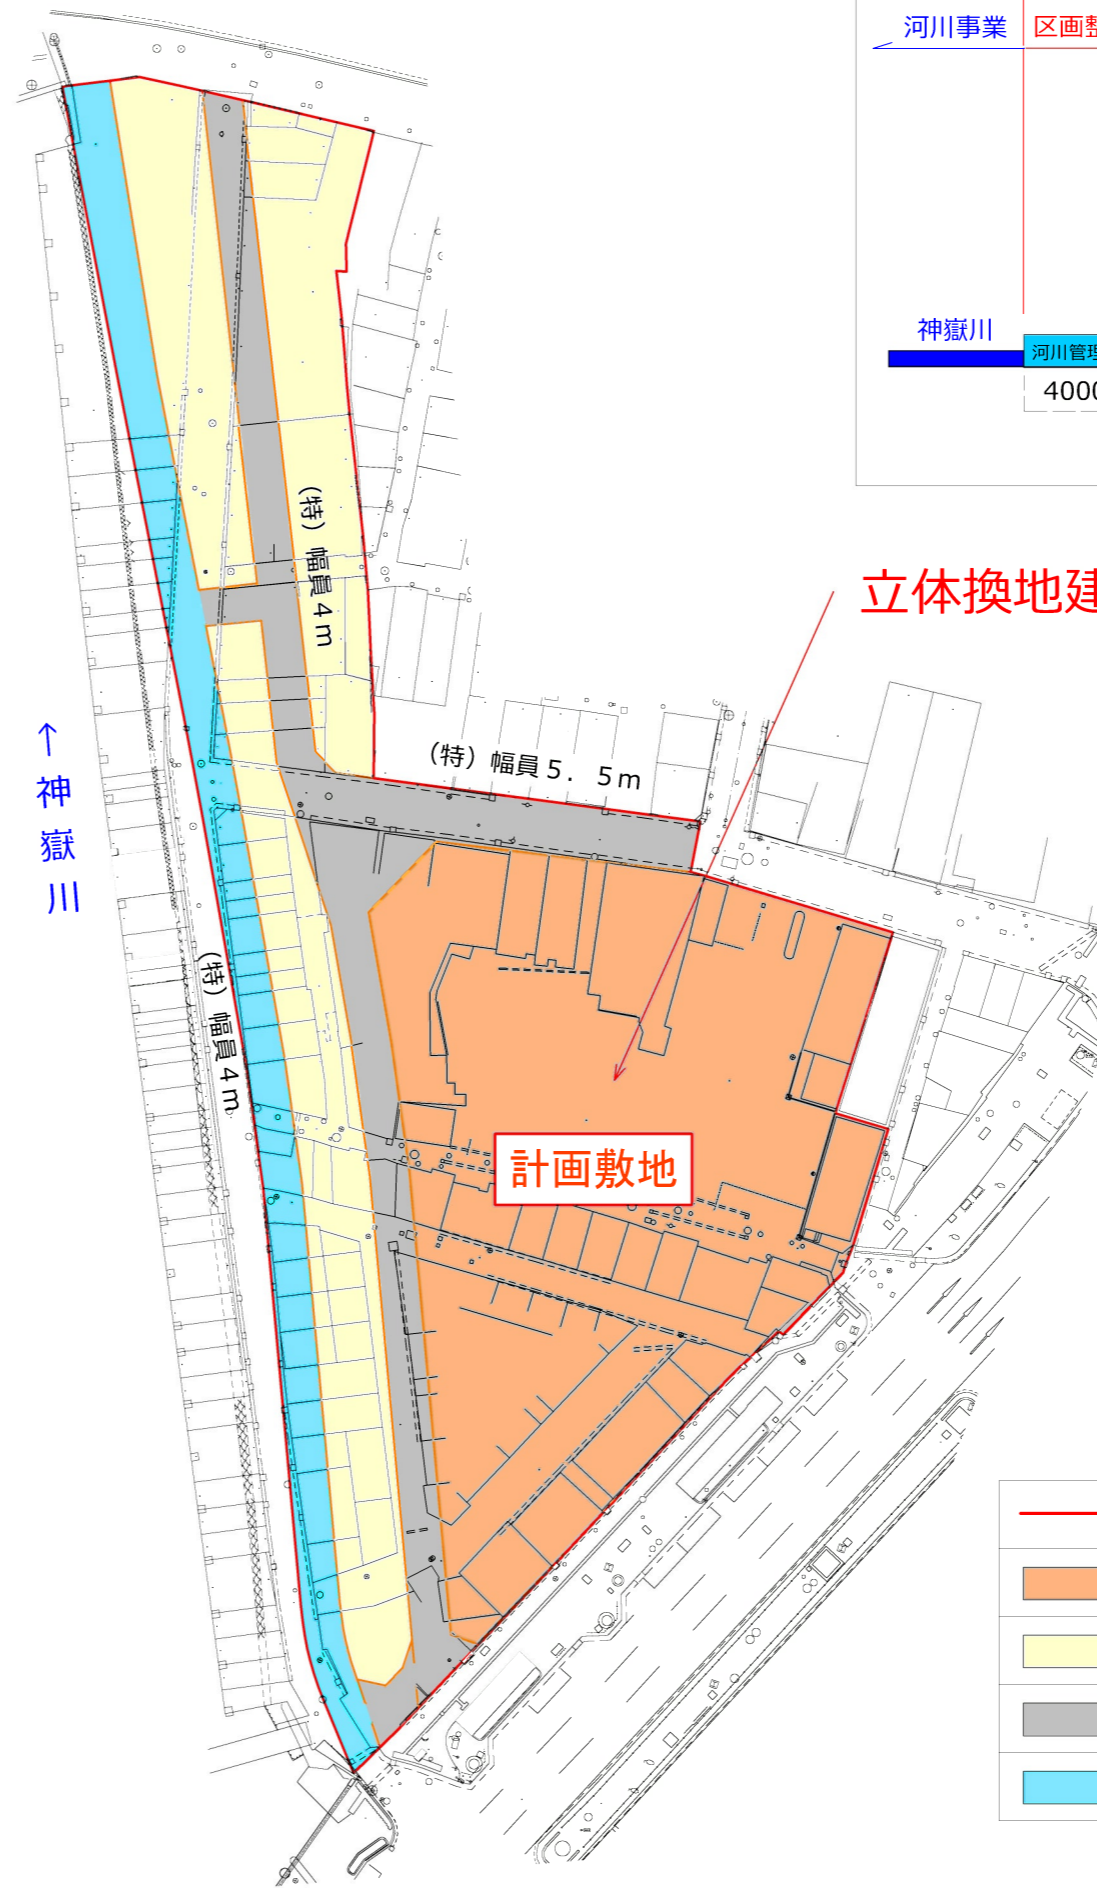 河川事業
区画整
神嶽川
河川管理
4000
立体換地建
(特) 幅員4m
(特) 幅員5.5m
↑神嶽川
(特) 幅員4m
計画敷地